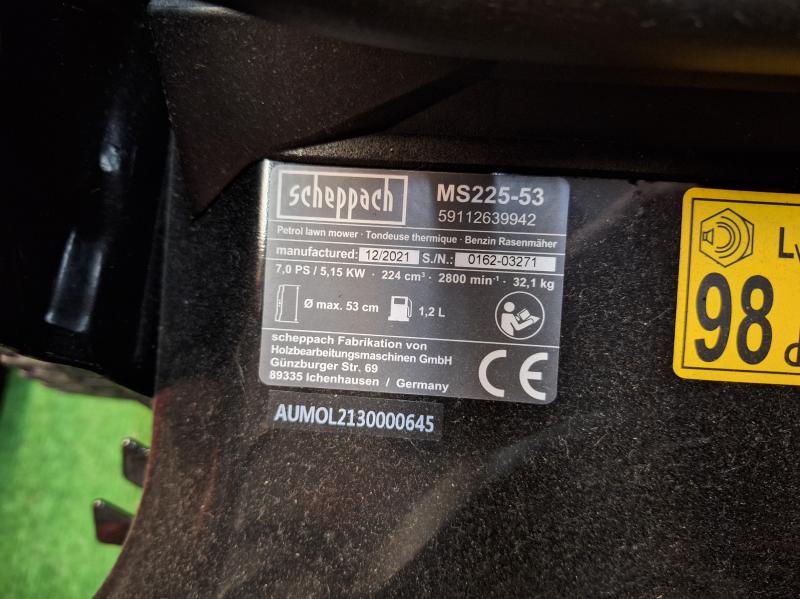 scheppach
MS225-53
59112639942
Petrol lawn mower · Tondeuse thermique · Benzin Rasenmäher
manufactured: 12/2021 S./N.: 0162-03271
7,0 PS / 5,15 KW · 224 cm³ · 2800 min⁻¹ · 32,1 kg
Ø max. 53 cm 1,2 L
scheppach Fabrikation von
Holzbearbeitungsmaschinen GmbH
Günzburger Str. 69
89335 Ichenhausen / Germany
CE
AUMOL2130000645
98